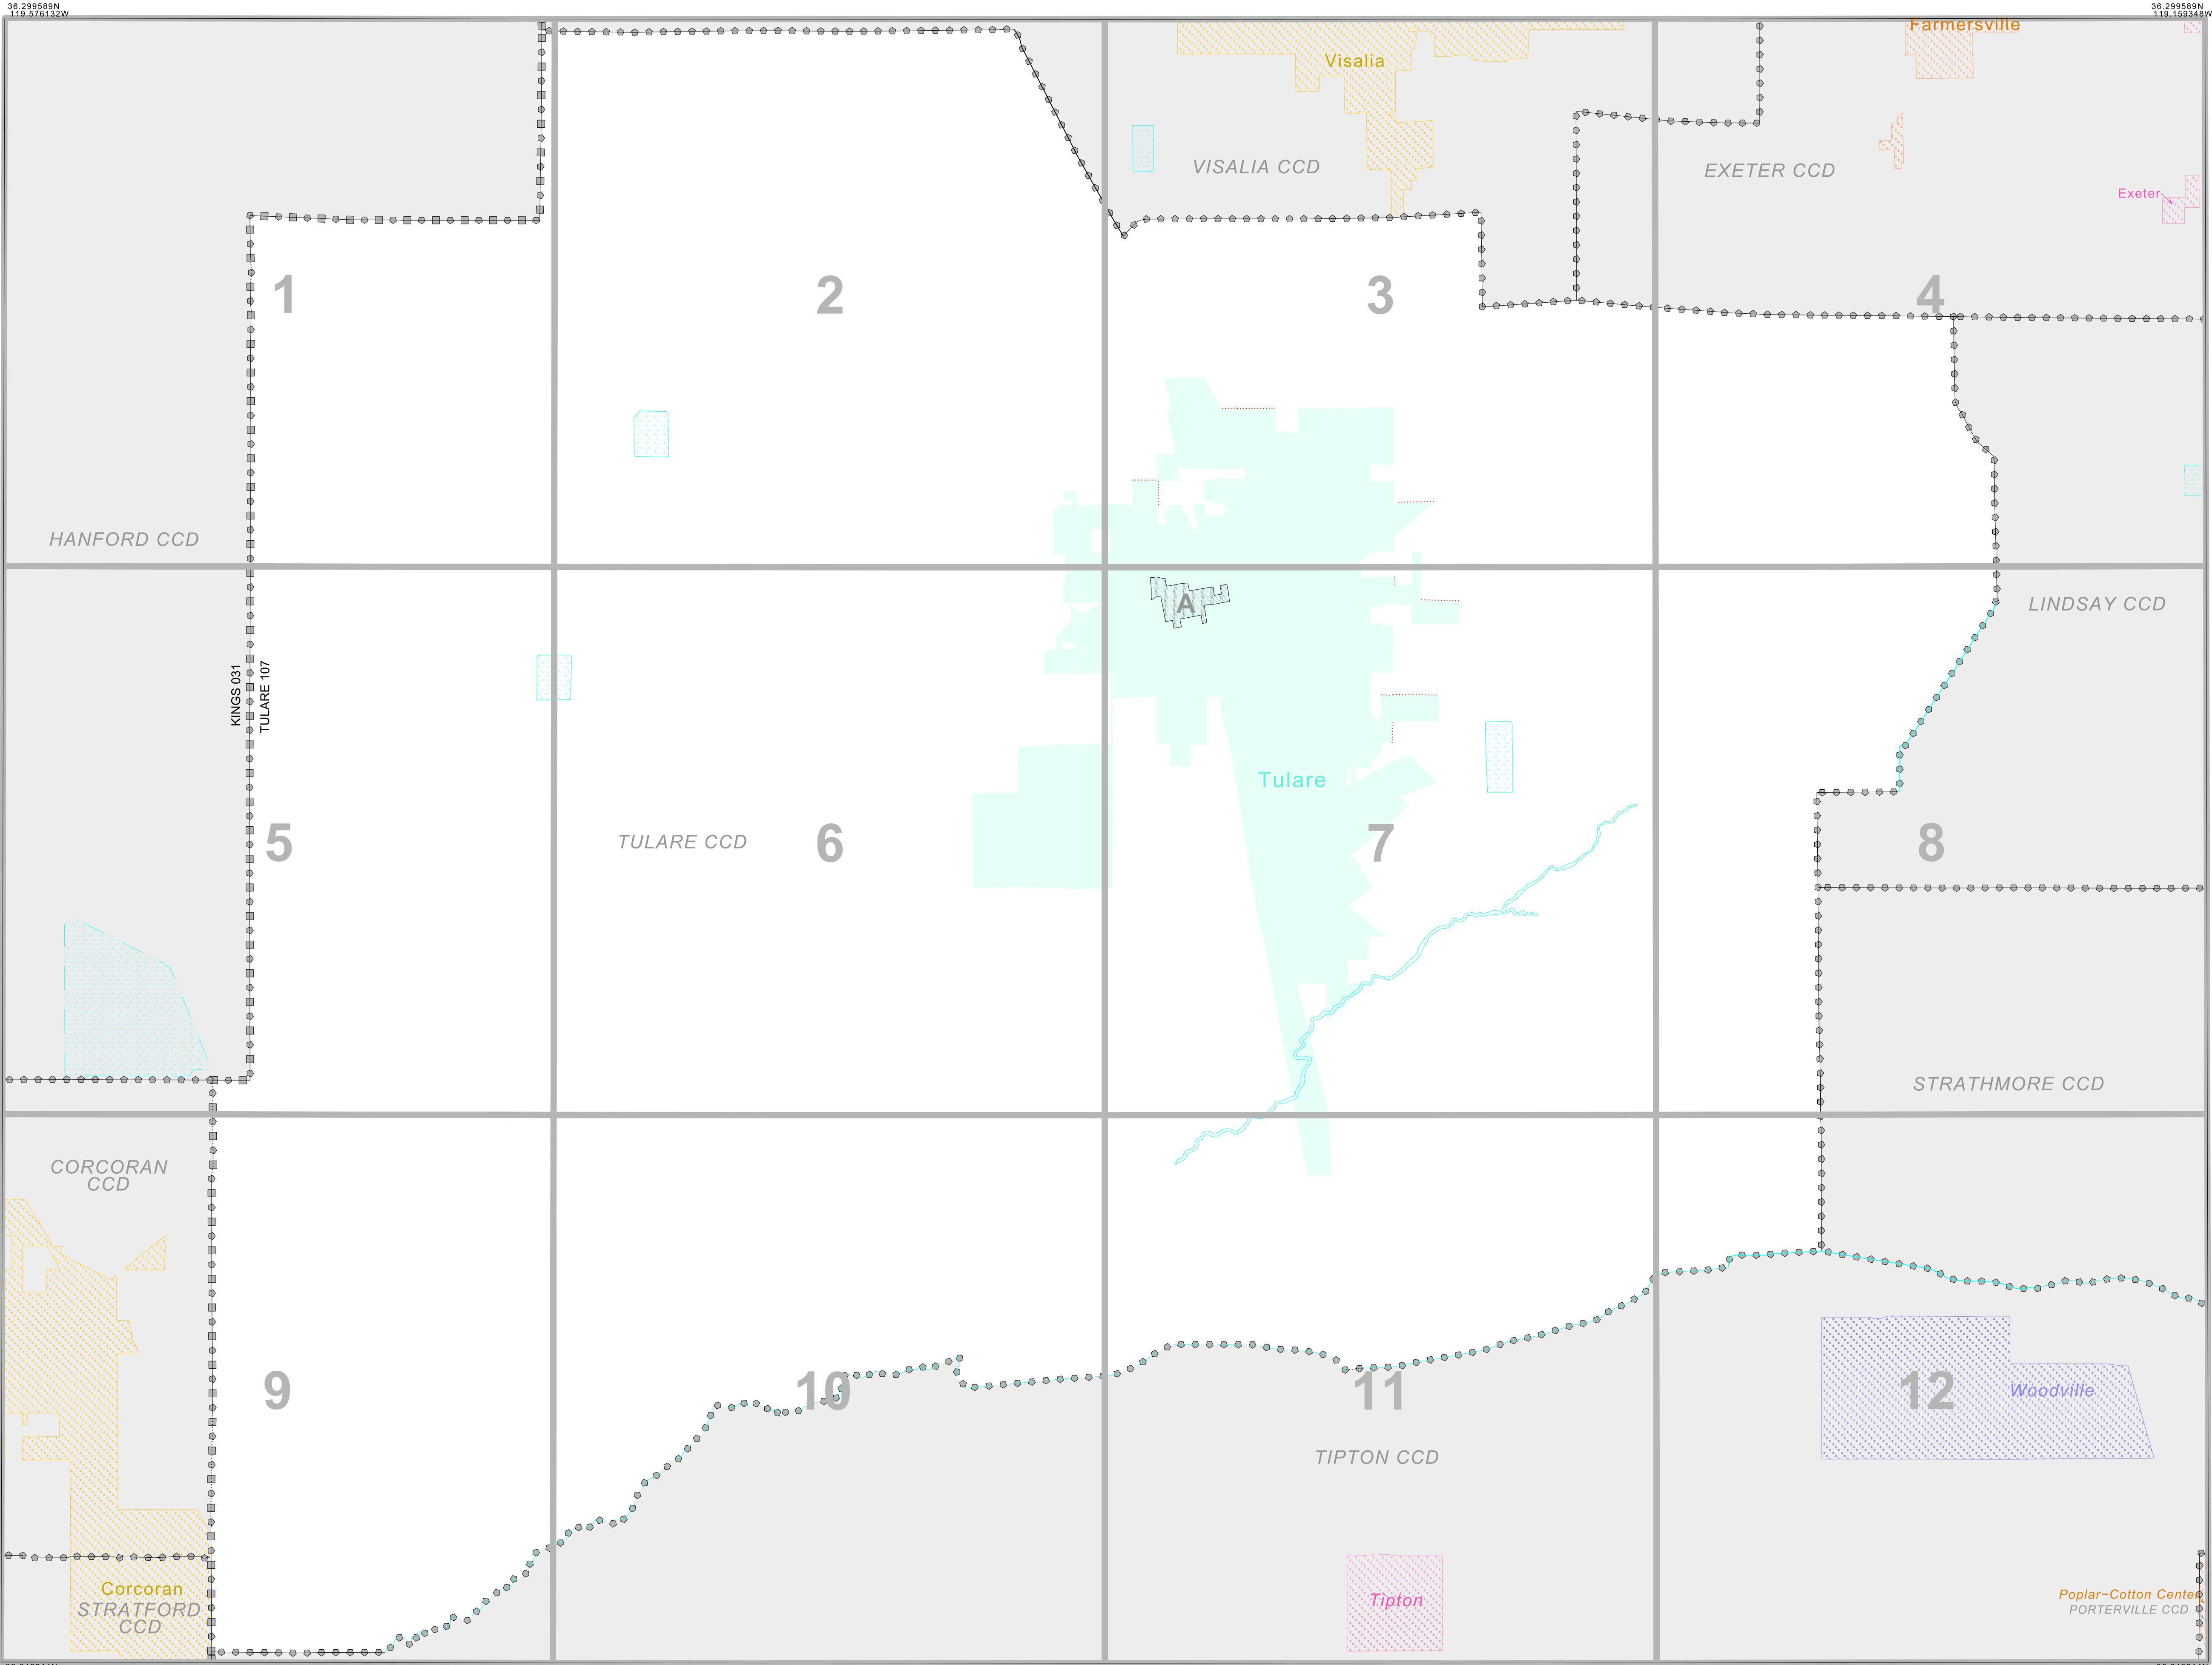 36.299589N
119.576132W
36.299589N
119.159348W
Farmersville
Visalia
VISALIA CCD
EXETER CCD
Exeter
1
2
3
4
HANFORD CCD
A
LINDSAY CCD
KINGS 031
TULARE 107
Tulare
5
TULARE CCD
6
7
8
STRATHMORE CCD
CORCORAN
CCD
9
10
11
12
Woodville
TIPTON CCD
Corcoran
STRATFORD
CCD
Tipton
Poplar−Cotton Center
PORTERVILLE CCD